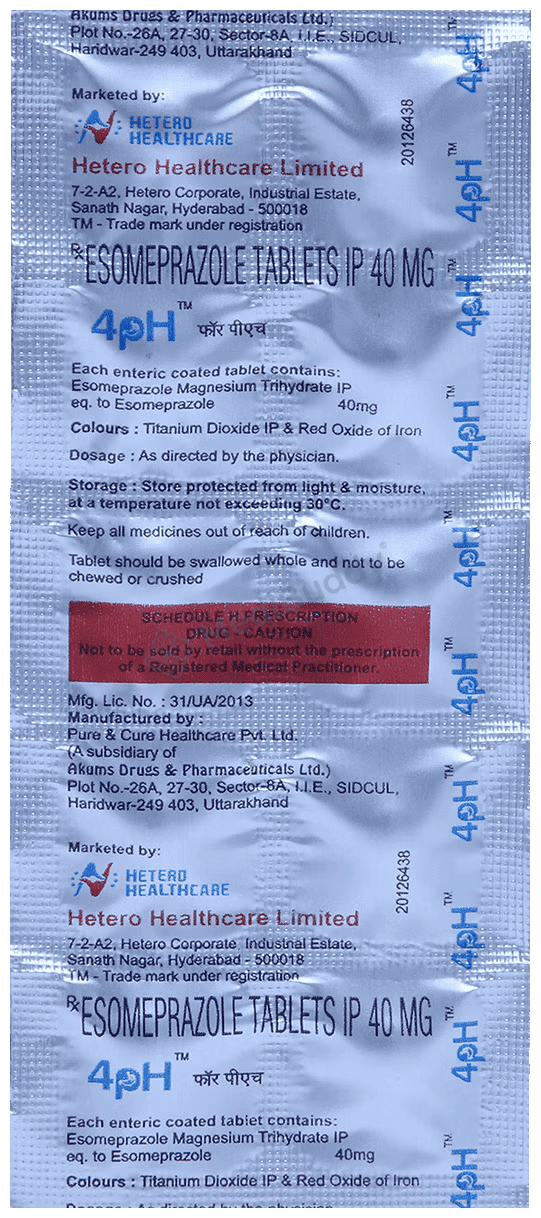 Akums Drugs & Pharmaceuticals Ltd.)
Plot No.-26A, 27-30, Sector-8A, I.I.E., SIDCUL,
Haridwar-249 403, Uttarakhand
Marketed by:
HETERO
HEALTHCARE
Hetero Healthcare Limited
7-2-A2, Hetero Corporate, Industrial Estate,
Sanath Nagar, Hyderabad - 500018
TM - Trade mark under registration
20126438
Rx ESOMEPRAZOLE TABLETS IP 40 MG
4pH™ फॉर पीएच
Each enteric coated tablet contains:
Esomeprazole Magnesium Trihydrate IP
eq. to Esomeprazole 40mg
Colours : Titanium Dioxide IP & Red Oxide of Iron
Dosage : As directed by the physician.
Storage : Store protected from light & moisture,
at a temperature not exceeding 30°C.
Keep all medicines out of reach of children.
Tablet should be swallowed whole and not to be
chewed or crushed
SCHEDULE H PRESCRIPTION
DRUG - CAUTION
Not to be sold by retail without the prescription
of a Registered Medical Practitioner.
Mfg. Lic. No. : 31/UA/2013
Manufactured by :
Pure & Cure Healthcare Pvt. Ltd.
(A subsidiary of
Akums Drugs & Pharmaceuticals Ltd.)
Plot No.-26A, 27-30, Sector-8A, I.I.E., SIDCUL,
Haridwar-249 403, Uttarakhand
Marketed by:
HETERO
HEALTHCARE
Hetero Healthcare Limited
7-2-A2, Hetero Corporate, Industrial Estate,
Sanath Nagar, Hyderabad - 500018
TM - Trade mark under registration
20126438
Rx ESOMEPRAZOLE TABLETS IP 40 MG
4pH™ फॉर पीएच
Each enteric coated tablet contains:
Esomeprazole Magnesium Trihydrate IP
eq. to Esomeprazole 40mg
Colours : Titanium Dioxide IP & Red Oxide of Iron
Dosage : As directed by the physician.
4pH™
4pH™
4pH™
4pH™
4pH™
4pH™
4pH™
4pH™
4pH™
4pH™